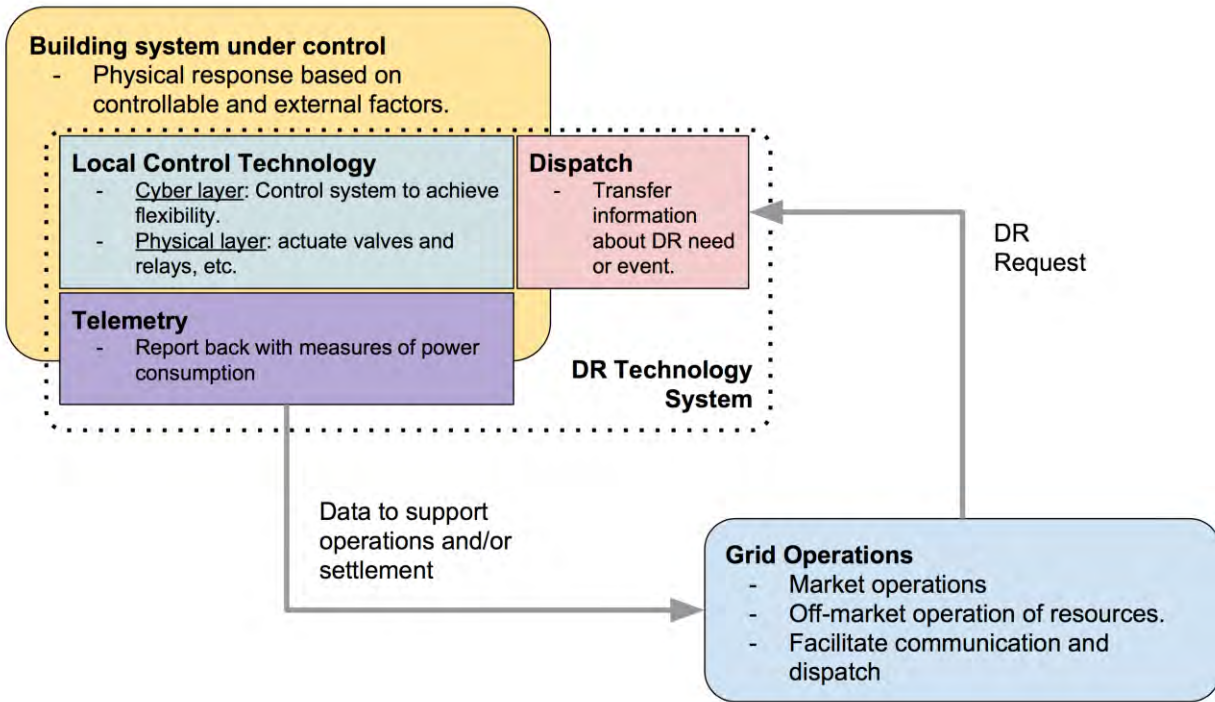 Building system under control
- Physical response based on
controllable and external factors.
Local Control Technology
- Cyber layer: Control system to achieve
flexibility.
- Physical layer: actuate valves and
relays, etc.
Dispatch
- Transfer
information
about DR need
or event.
Telemetry
- Report back with measures of power
consumption
DR Technology
System
DR
Request
Data to support
operations and/or
settlement
Grid Operations
- Market operations
- Off-market operation of resources.
- Facilitate communication and
dispatch